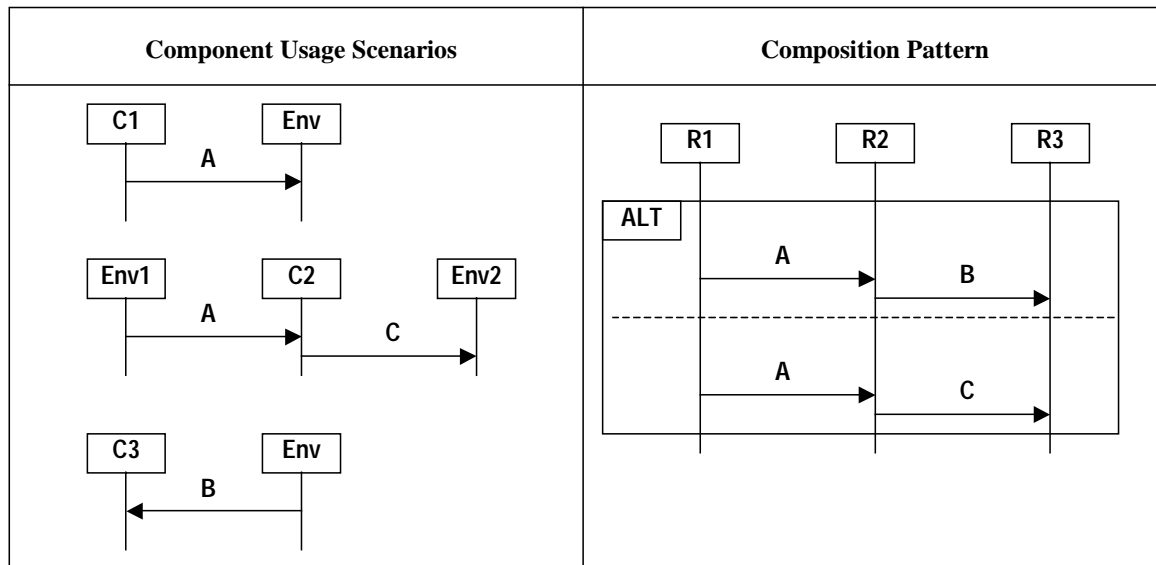 Component Usage Scenarios
C1 Env
A
Env1 C2 Env2
A
C
C3 Env
B
Composition Pattern
R1 R2 R3
ALT
A
B
A
C